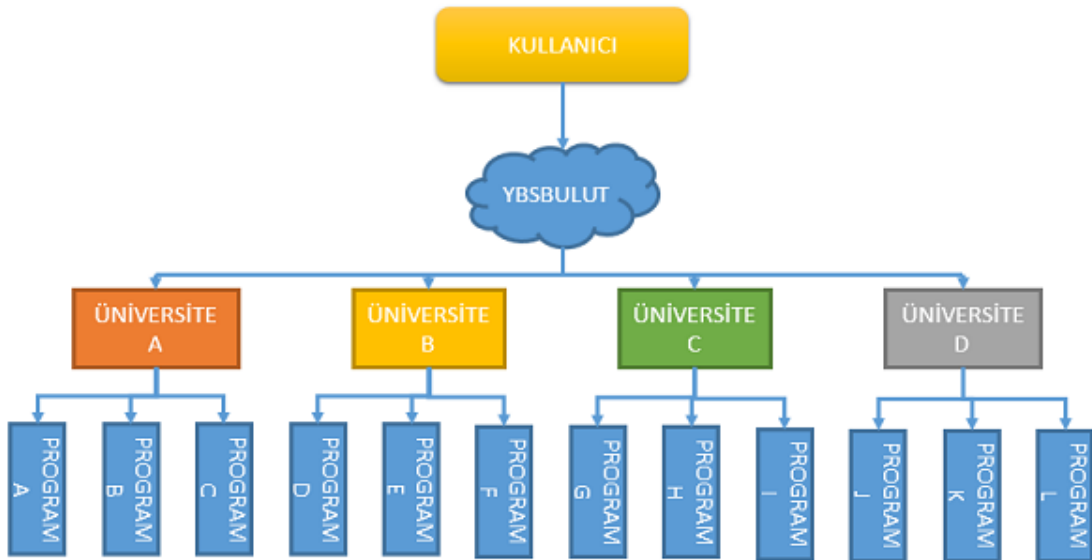 KULLANICI
YBSBULUT
ÜNİVERSİTE
A
ÜNİVERSİTE
B
ÜNİVERSİTE
C
ÜNİVERSİTE
D
PROGRAM
A
PROGRAM
B
PROGRAM
C
PROGRAM
D
PROGRAM
E
PROGRAM
F
PROGRAM
G
PROGRAM
H
PROGRAM
I
PROGRAM
J
PROGRAM
K
PROGRAM
L